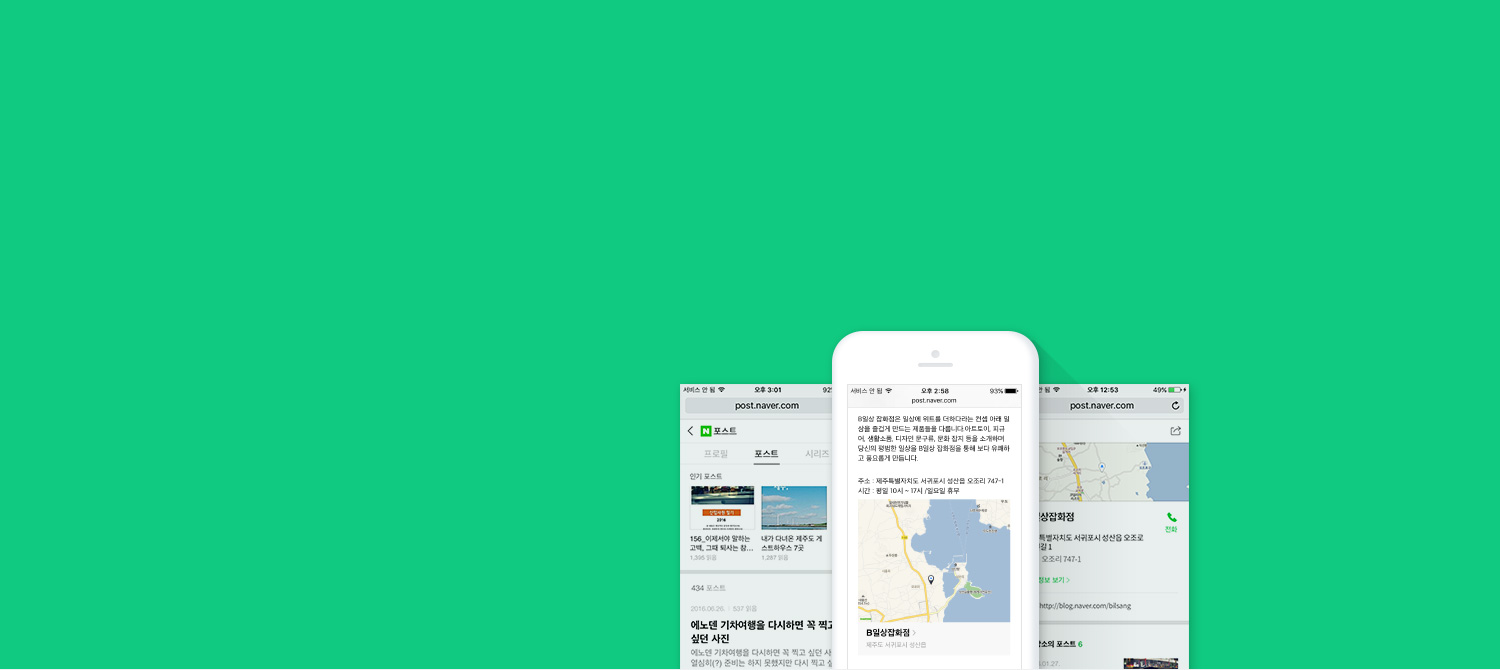 서비스 안 됨
오후 3:01
92
post.naver.com
N 포스트
프로필
포스트
시리즈
인기 포스트
신입사원 일기
2016
156_이제서야 말하는
고백, 그때 퇴사는 참...
1,395 읽음
내가 다녀온 제주도 게
스트하우스 7곳
1,287 읽음
434 포스트
2016.06.26. | 537 읽음
에노덴 기차여행을 다시하면 꼭 찍고
싶던 사진
에노덴 기차여행을 다시하면 꼭 찍고 싶던 사
열심히(?) 준비는 하지 못했지만 다시 찍고 싶
서비스 안 됨
오후 2:58
93%
post.naver.com
B일상 잡화점은 일상에 위트를 더하다라는 컨셉 아래 일
상을 즐겁게 만드는 제품들을 다룹니다.아트토이, 피규
어, 생활소품, 디자인 문구류, 문화 잡지 등을 소개하며
당신의 평범한 일상을 B일상 잡화점을 통해 보다 유쾌하
고 풍요롭게 만듭니다.
주소 : 제주특별자치도 서귀포시 성산읍 오조리 747-1
시간 : 평일 10시 ~ 17시 /일요일 휴무
B일상잡화점 >
제주도 서귀포시 성산읍
안 됨
오후 12:53
49%
post.naver.com
일상잡화점
전화
특별자치도 서귀포시 성산읍 오조로
길 1
오조리 747-1
정보 보기 >
http://blog.naver.com/bilsang
장소의 포스트 6
.01.27.